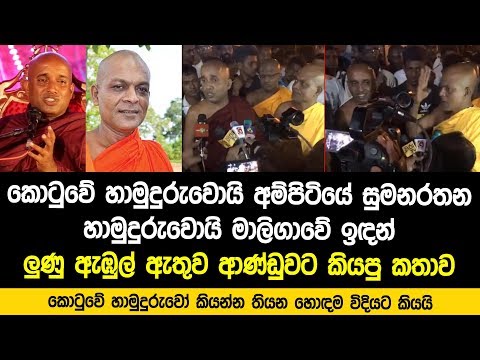 කොටුවේ හාමුදුරුවොයි අම්පිටියේ සුමනරතන
හාමුදුරුවොයි මාලිගාවේ ඉඳන්
ලුණු ඇඹුල් ඇතුව ආණ්ඩුවට කියපු කතාව
කොටුවේ හාමුදුරුවෝ කියන්න තියන හොඳම විදියට කියයි